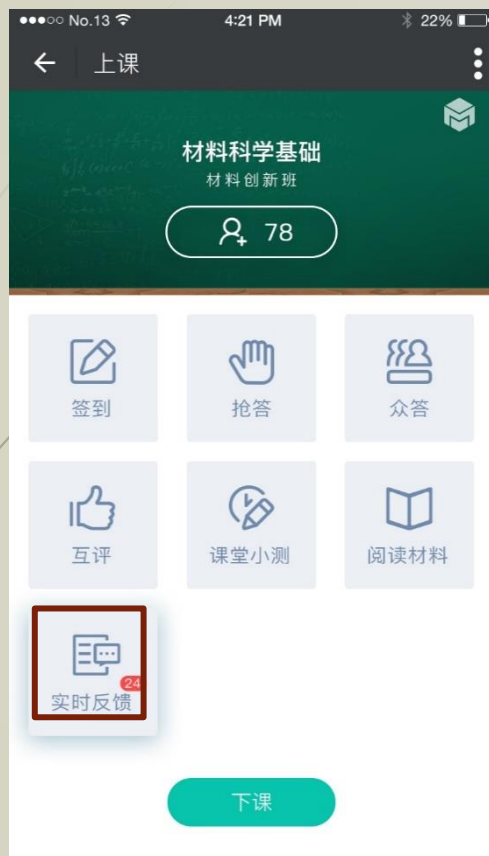 No.13 4:21 PM 22%
上课
材料科学基础
材料创新班
78
签到 抢答 众答
互评 课堂小测 阅读材料
24
实时反馈
下课